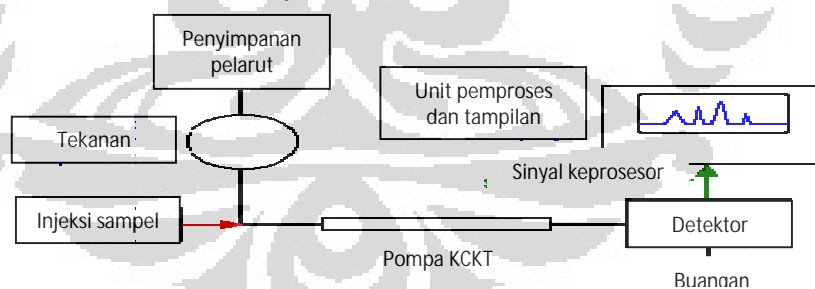 Penyimpanan
pelarut
Unit pemproses
dan tampilan
Tekanan
Sinyal keprosesor
Injeksi sampel
Detektor
Pompa KCKT
Buangan